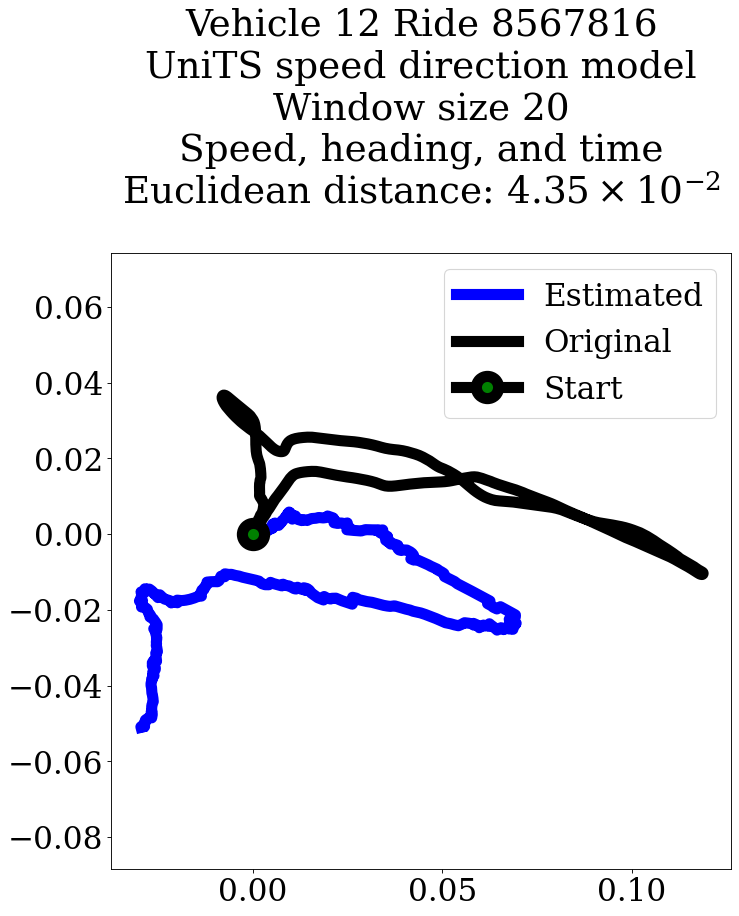 Vehicle 12 Ride 8567816
UniTS speed direction model
Window size 20
Speed, heading, and time
Euclidean distance: 4.35 × 10⁻²
Estimated
Original
Start
0.06
0.04
0.02
0.00
−0.02
−0.04
−0.06
−0.08
0.00 0.05 0.10